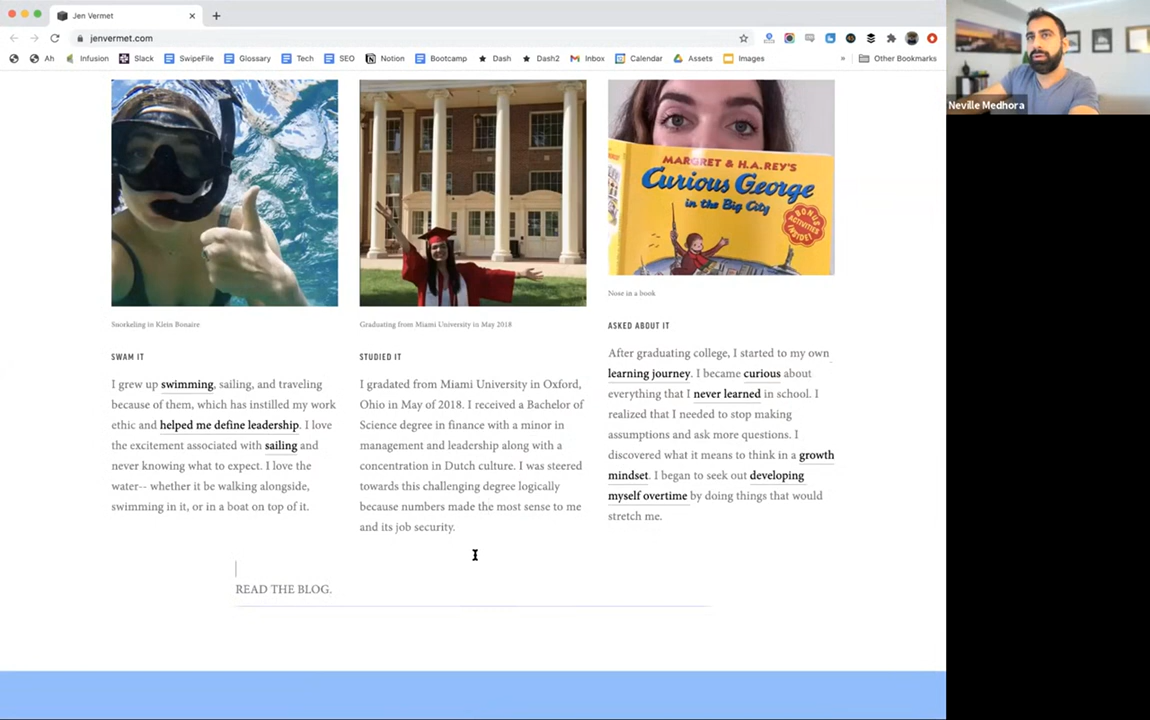 Jen Vermet
jenvermet.com
Ah
Infusion
Slack
SwipeFile
Glossary
Tech
SEO
Notion
Bootcamp
Dash
Dash2
Inbox
Calendar
Assets
Images
»
Other Bookmarks
Neville Medhora
MARGRET & H.A.REY'S
Curious George
in the Big City
BONUS
ACTIVITIES
INSIDE!
Snorkeling in Klein Bonaire
SWAM IT
I grew up swimming, sailing, and traveling
because of them, which has instilled my work
ethic and helped me define leadership. I love
the excitement associated with sailing and
never knowing what to expect. I love the
water-- whether it be walking alongside,
swimming in it, or in a boat on top of it.
Graduating from Miami University in May 2018
STUDIED IT
I gradated from Miami University in Oxford,
Ohio in May of 2018. I received a Bachelor of
Science degree in finance with a minor in
management and leadership along with a
concentration in Dutch culture. I was steered
towards this challenging degree logically
because numbers made the most sense to me
and its job security.
Nose in a book
ASKED ABOUT IT
After graduating college, I started to my own
learning journey. I became curious about
everything that I never learned in school. I
realized that I needed to stop making
assumptions and ask more questions. I
discovered what it means to think in a growth
mindset. I began to seek out developing
myself overtime by doing things that would
stretch me.
READ THE BLOG.